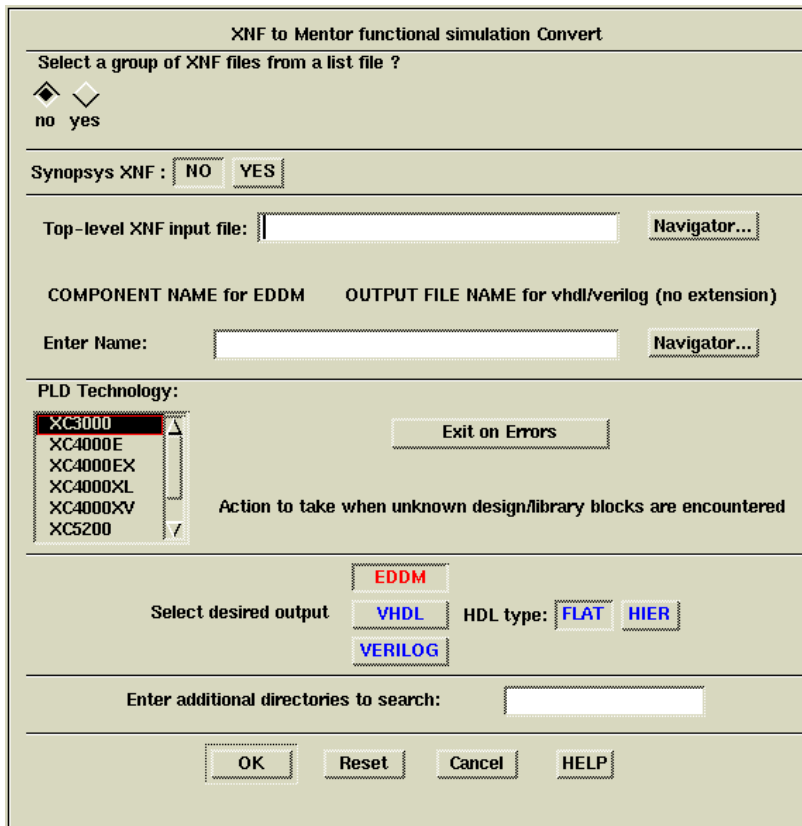 XNF to Mentor functional simulation Convert
Select a group of XNF files from a list file ?
no yes
Synopsys XNF : NO YES
Top-level XNF input file: Navigator...
COMPONENT NAME for EDDM OUTPUT FILE NAME for vhdl/verilog (no extension)
Enter Name: Navigator...
PLD Technology:
XC3000
XC4000E
XC4000EX
XC4000XL
XC4000XV
XC5200
Exit on Errors
Action to take when unknown design/library blocks are encountered
EDDM
Select desired output VHDL HDL type: FLAT HIER
VERILOG
Enter additional directories to search:
OK Reset Cancel HELP